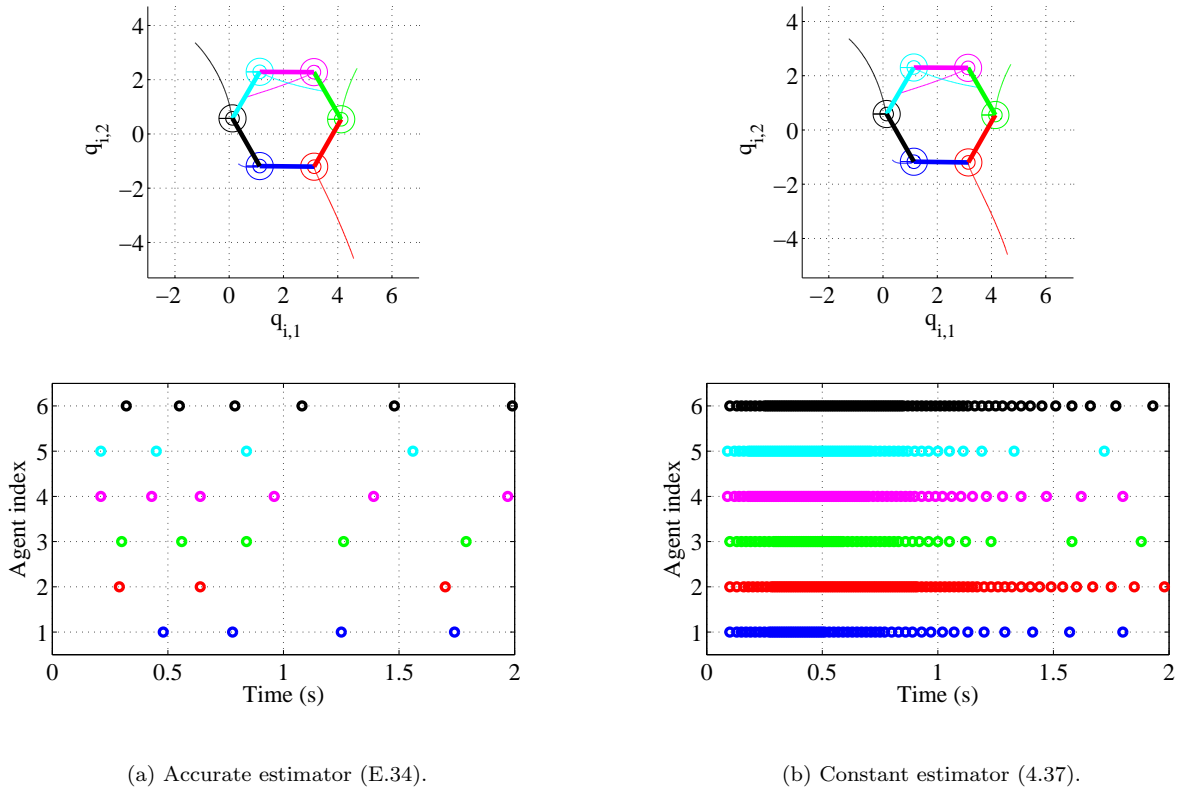 4
2
0
−2
−4
q_{i,2}
−2 0 2 4 6
q_{i,1}
4
2
0
−2
−4
q_{i,2}
−2 0 2 4 6
q_{i,1}
6
5
4
3
2
1
Agent index
0 0.5 1 1.5 2
Time (s)
6
5
4
3
2
1
Agent index
0 0.5 1 1.5 2
Time (s)
(a) Accurate estimator (E.34).
(b) Constant estimator (4.37).